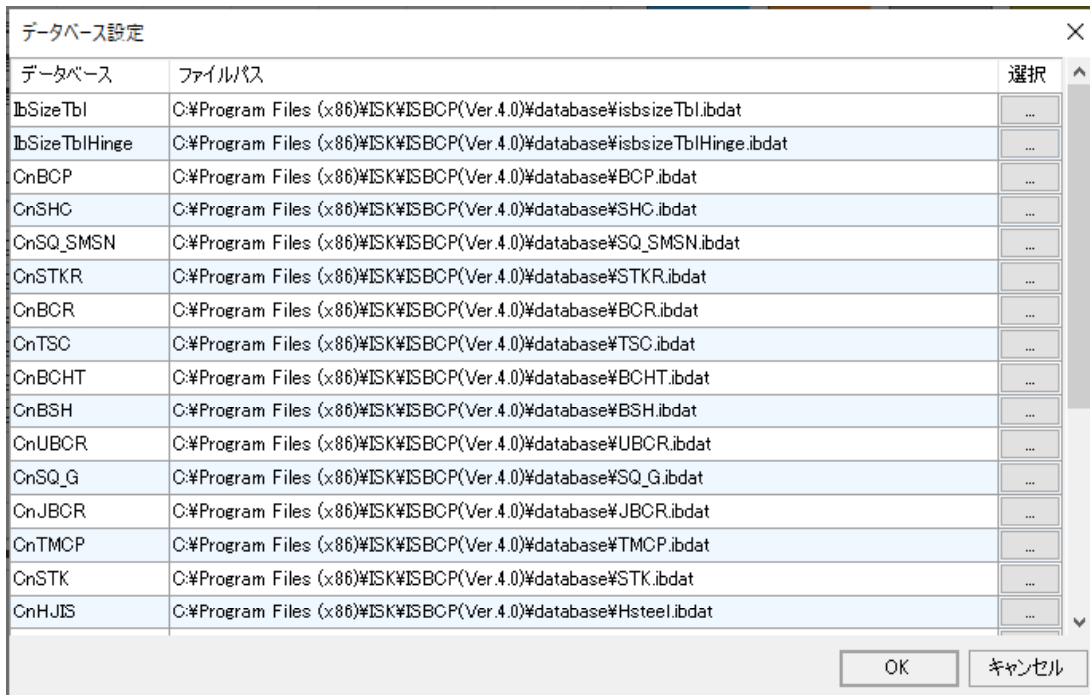 データベース設定
データベース ファイルパス 選択
IbSizeTbl C:¥Program Files (x86)¥ISK¥ISBCP(Ver.4.0)¥database¥isbsizeTbl.ibdat ...
IbSizeTblHinge C:¥Program Files (x86)¥ISK¥ISBCP(Ver.4.0)¥database¥isbsizeTblHinge.ibdat ...
CnBCP C:¥Program Files (x86)¥ISK¥ISBCP(Ver.4.0)¥database¥BCP.ibdat ...
CnSHC C:¥Program Files (x86)¥ISK¥ISBCP(Ver.4.0)¥database¥SHC.ibdat ...
CnSQ_SMSN C:¥Program Files (x86)¥ISK¥ISBCP(Ver.4.0)¥database¥SQ_SMSN.ibdat ...
CnSTKR C:¥Program Files (x86)¥ISK¥ISBCP(Ver.4.0)¥database¥STKR.ibdat ...
CnBCR C:¥Program Files (x86)¥ISK¥ISBCP(Ver.4.0)¥database¥BCR.ibdat ...
CnTSC C:¥Program Files (x86)¥ISK¥ISBCP(Ver.4.0)¥database¥TSC.ibdat ...
CnBCHT C:¥Program Files (x86)¥ISK¥ISBCP(Ver.4.0)¥database¥BCHT.ibdat ...
CnBSH C:¥Program Files (x86)¥ISK¥ISBCP(Ver.4.0)¥database¥BSH.ibdat ...
CnUBCR C:¥Program Files (x86)¥ISK¥ISBCP(Ver.4.0)¥database¥UBCR.ibdat ...
CnSQ_G C:¥Program Files (x86)¥ISK¥ISBCP(Ver.4.0)¥database¥SQ_G.ibdat ...
CnJBCR C:¥Program Files (x86)¥ISK¥ISBCP(Ver.4.0)¥database¥JBCR.ibdat ...
CnTMCP C:¥Program Files (x86)¥ISK¥ISBCP(Ver.4.0)¥database¥TMCP.ibdat ...
CnSTK C:¥Program Files (x86)¥ISK¥ISBCP(Ver.4.0)¥database¥STK.ibdat ...
CnHJIS C:¥Program Files (x86)¥ISK¥ISBCP(Ver.4.0)¥database¥Hsteel.ibdat ...
OK キャンセル